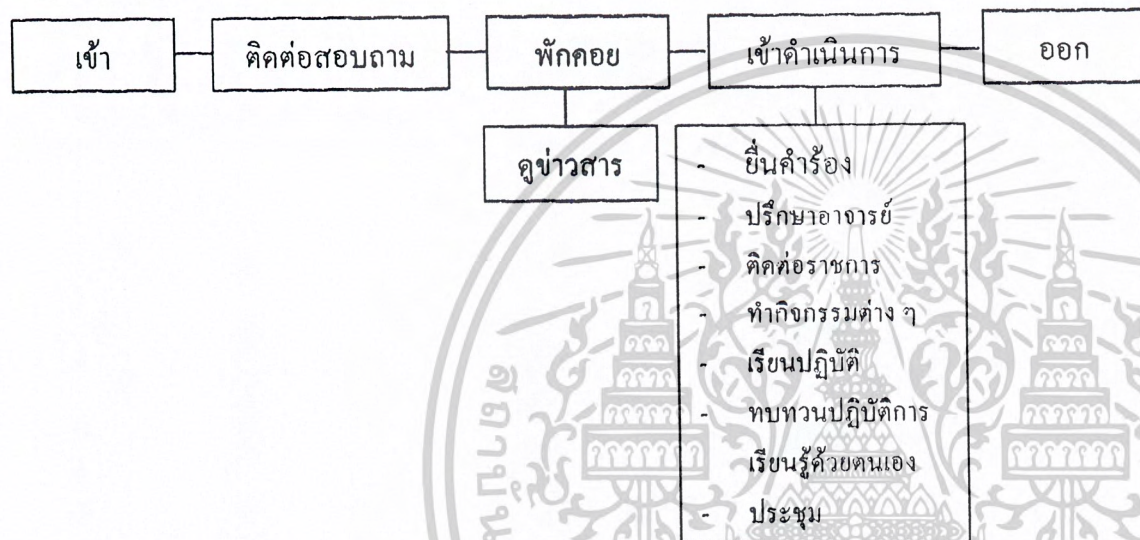 เข้า
ติดต่อสอบถาม
พักคอย
เข้าดำเนินการ
ออก
ดูข่าวสาร
- ยื่นคำร้อง
- ปรึกษาอาจารย์
- ติดต่อราชการ
- ทำกิจกรรมต่าง ๆ
- เรียนปฏิบัติ
- ทบทวนปฏิบัติการ
เรียนรู้ด้วยตนเอง
- ประชุม